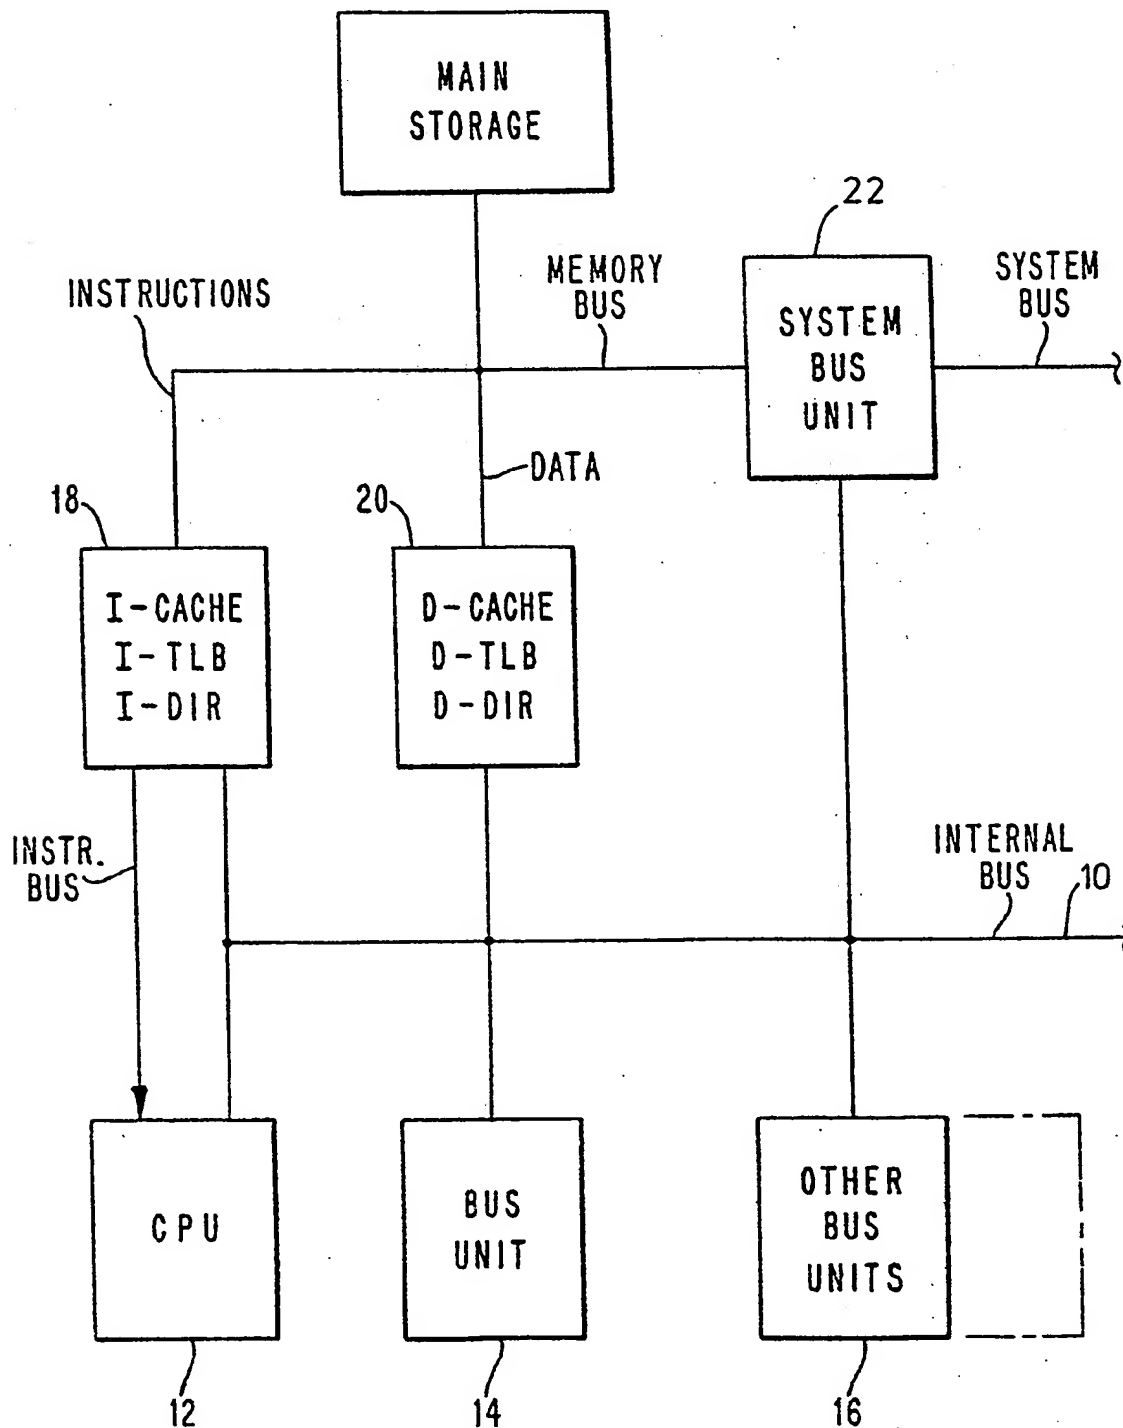 MAIN
STORAGE
22
INSTRUCTIONS
MEMORY
BUS
SYSTEM
BUS
SYSTEM
BUS
UNIT
DATA
18
20
I-CACHE
I-TLB
I-DIR
D-CACHE
D-TLB
D-DIR
INSTR.
BUS
INTERNAL
BUS
10
CPU
BUS
UNIT
OTHER
BUS
UNITS
12
14
16